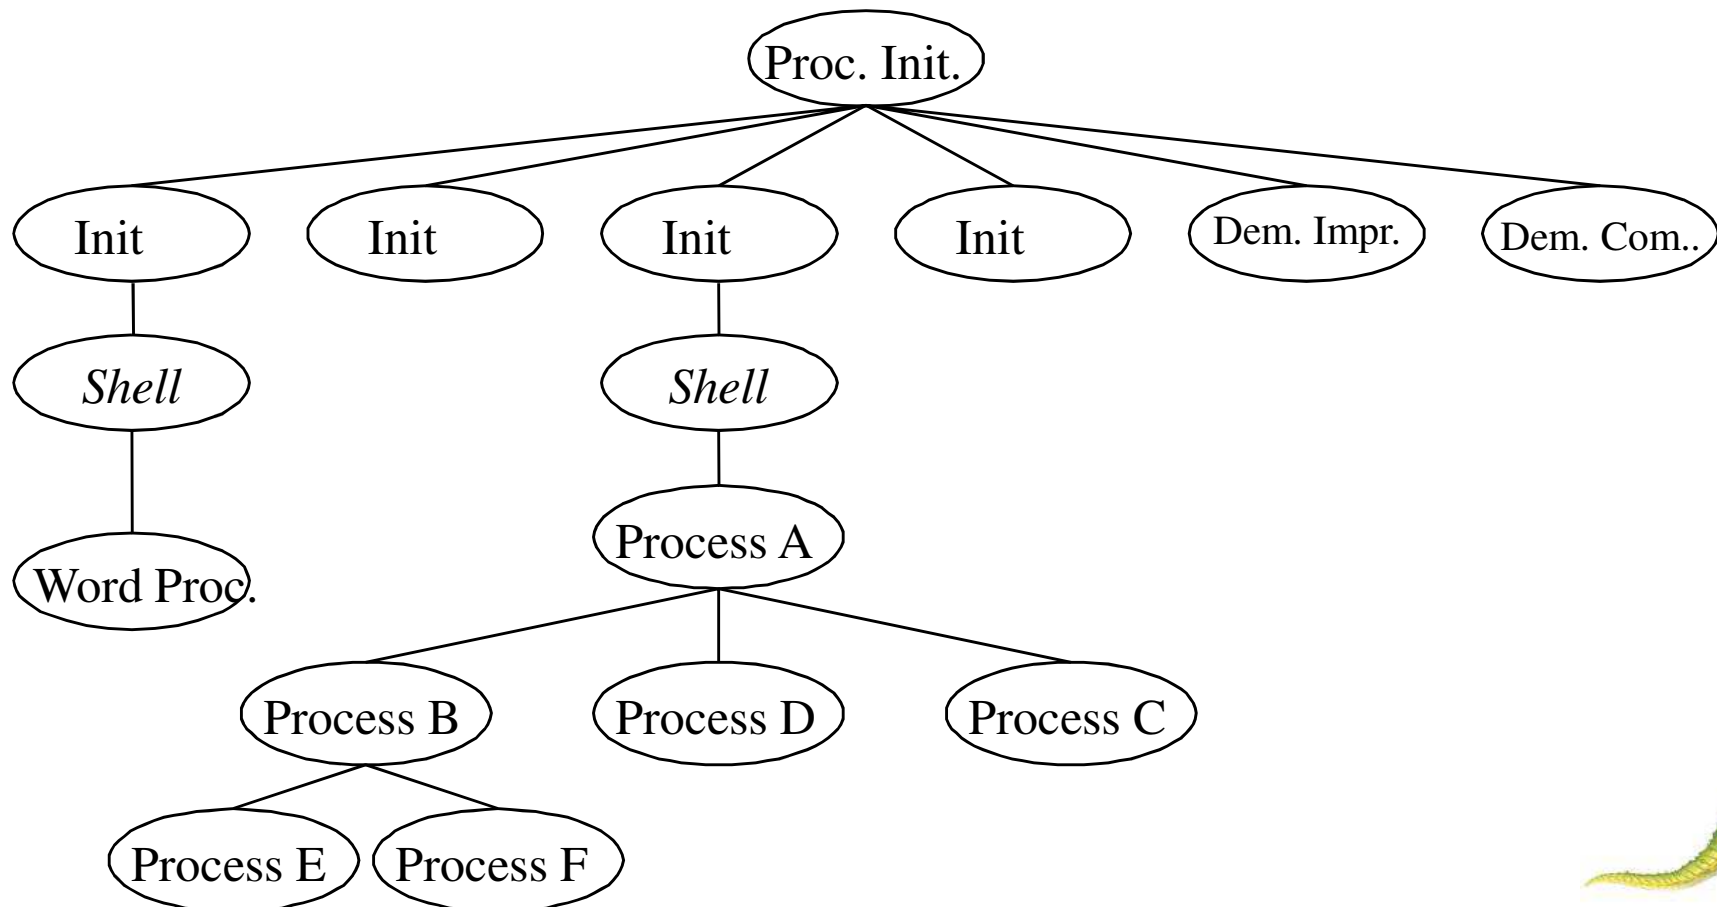 Proc. Init.
Init
Init
Init
Init
Dem. Impr.
Dem. Com..
Shell
Shell
Process A
Word Proc.
Process B
Process D
Process C
Process E
Process F